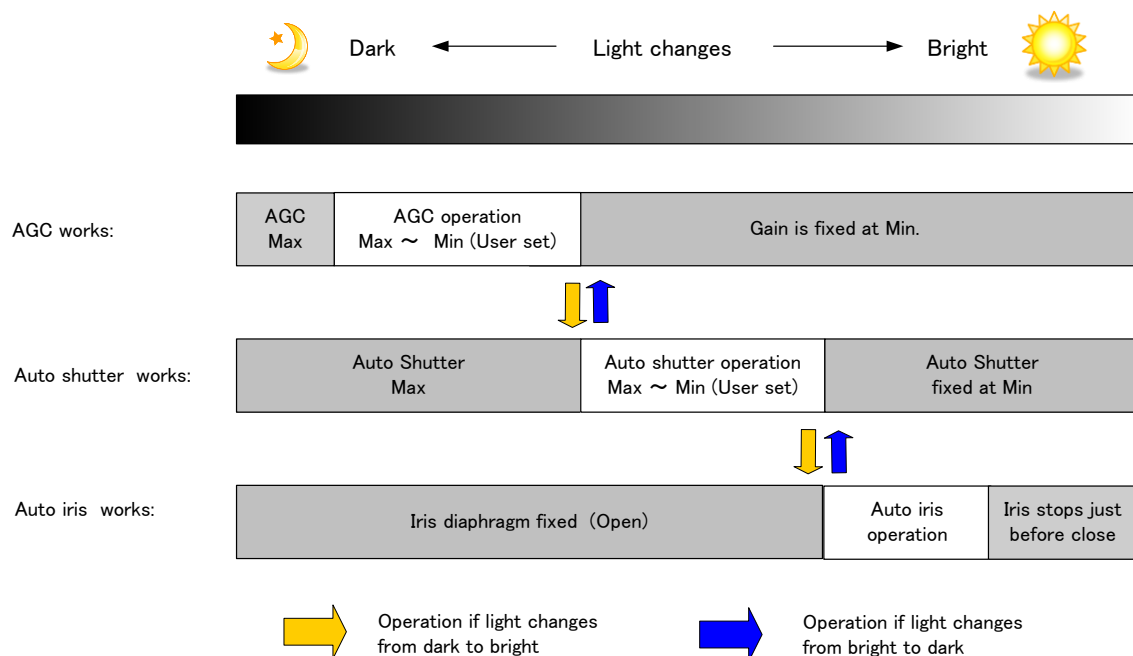 Dark
Light changes
Bright
AGC works:
AGC
Max
AGC operation
Max ～ Min (User set)
Gain is fixed at Min.
Auto shutter works:
Auto Shutter
Max
Auto shutter operation
Max ～ Min (User set)
Auto Shutter
fixed at Min
Auto iris works:
Iris diaphragm fixed (Open)
Auto iris
operation
Iris stops just
before close
Operation if light changes
from dark to bright
Operation if light changes
from bright to dark